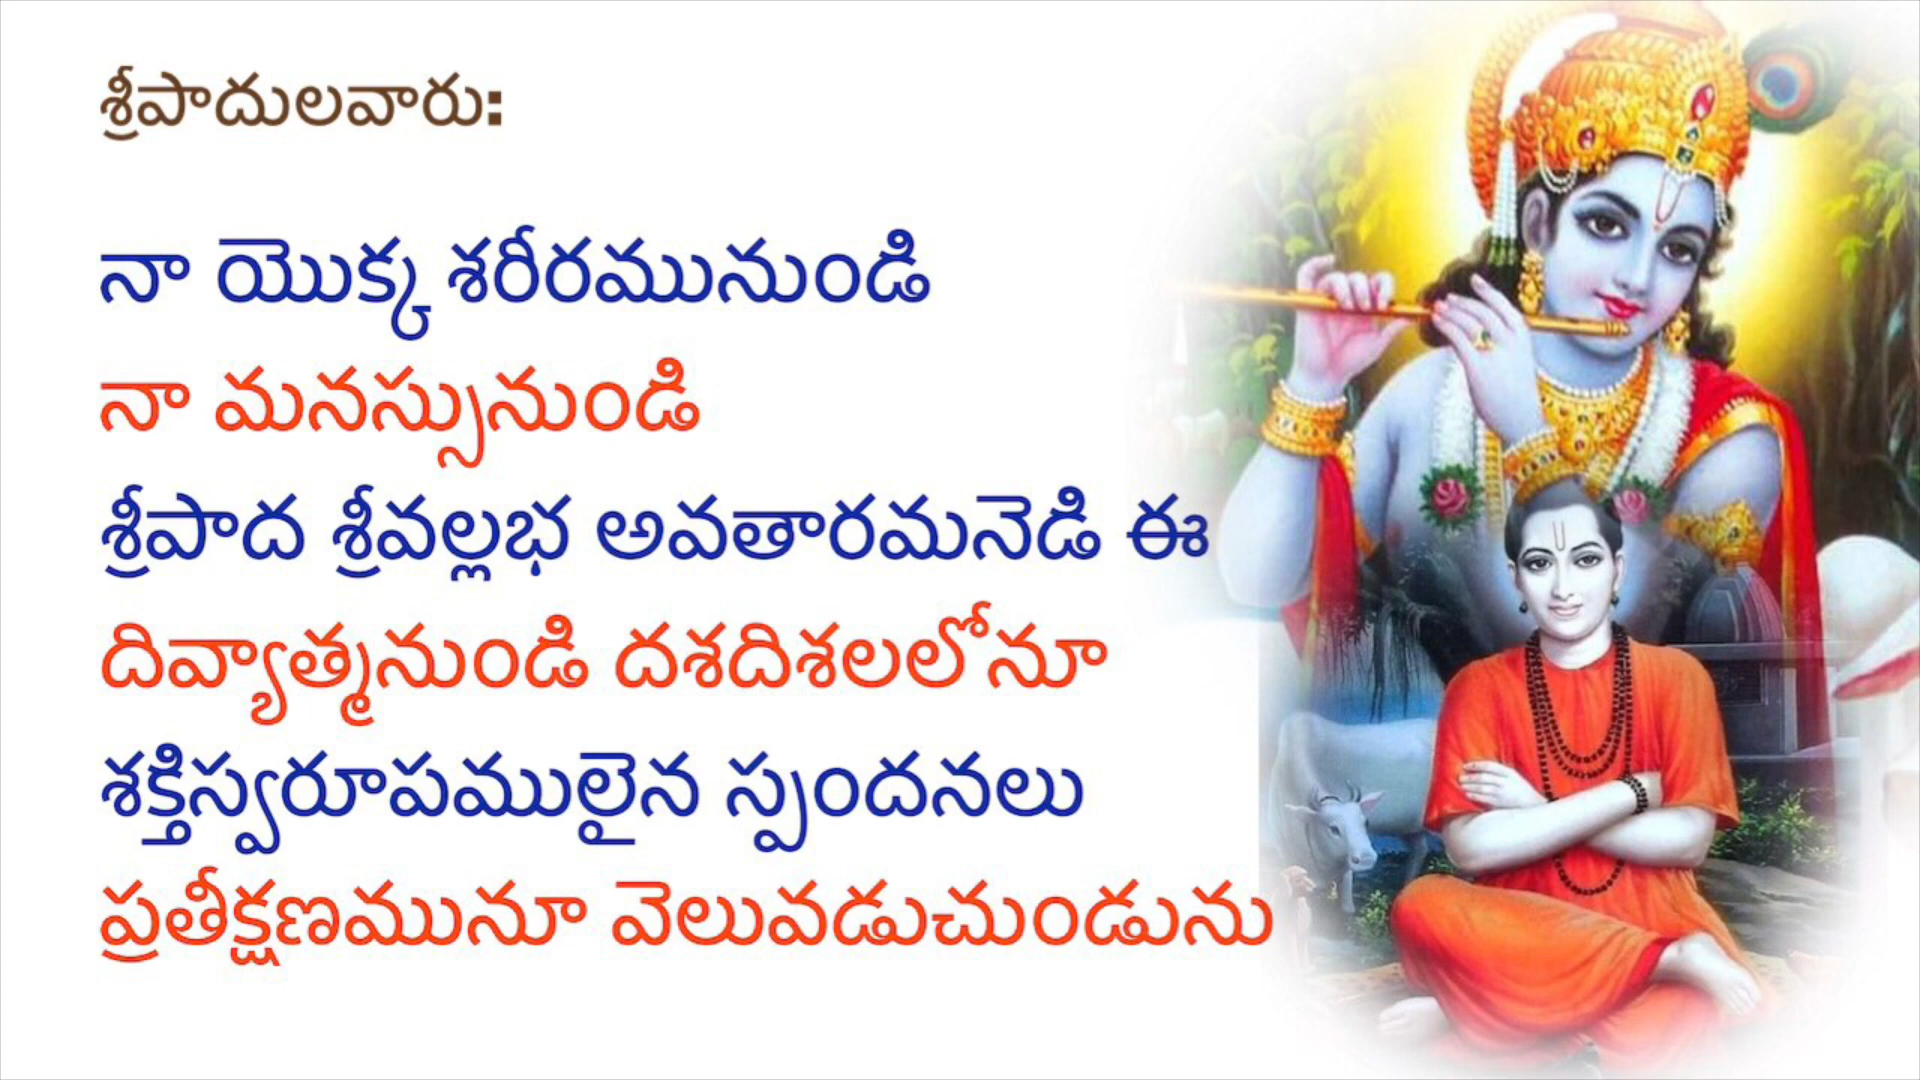 శ్రీపాదులవారు:
నా యొక్క శరీరమునుండి
నా మనస్సునుండి
శ్రీపాద శ్రీవల్లభ అవతారమనెడి ఈ
దివ్యాత్మనుండి దశదిశలలోనూ
శక్తిస్వరూపములైన స్పందనలు
ప్రతీక్షణమునూ వెలువడుచుండును